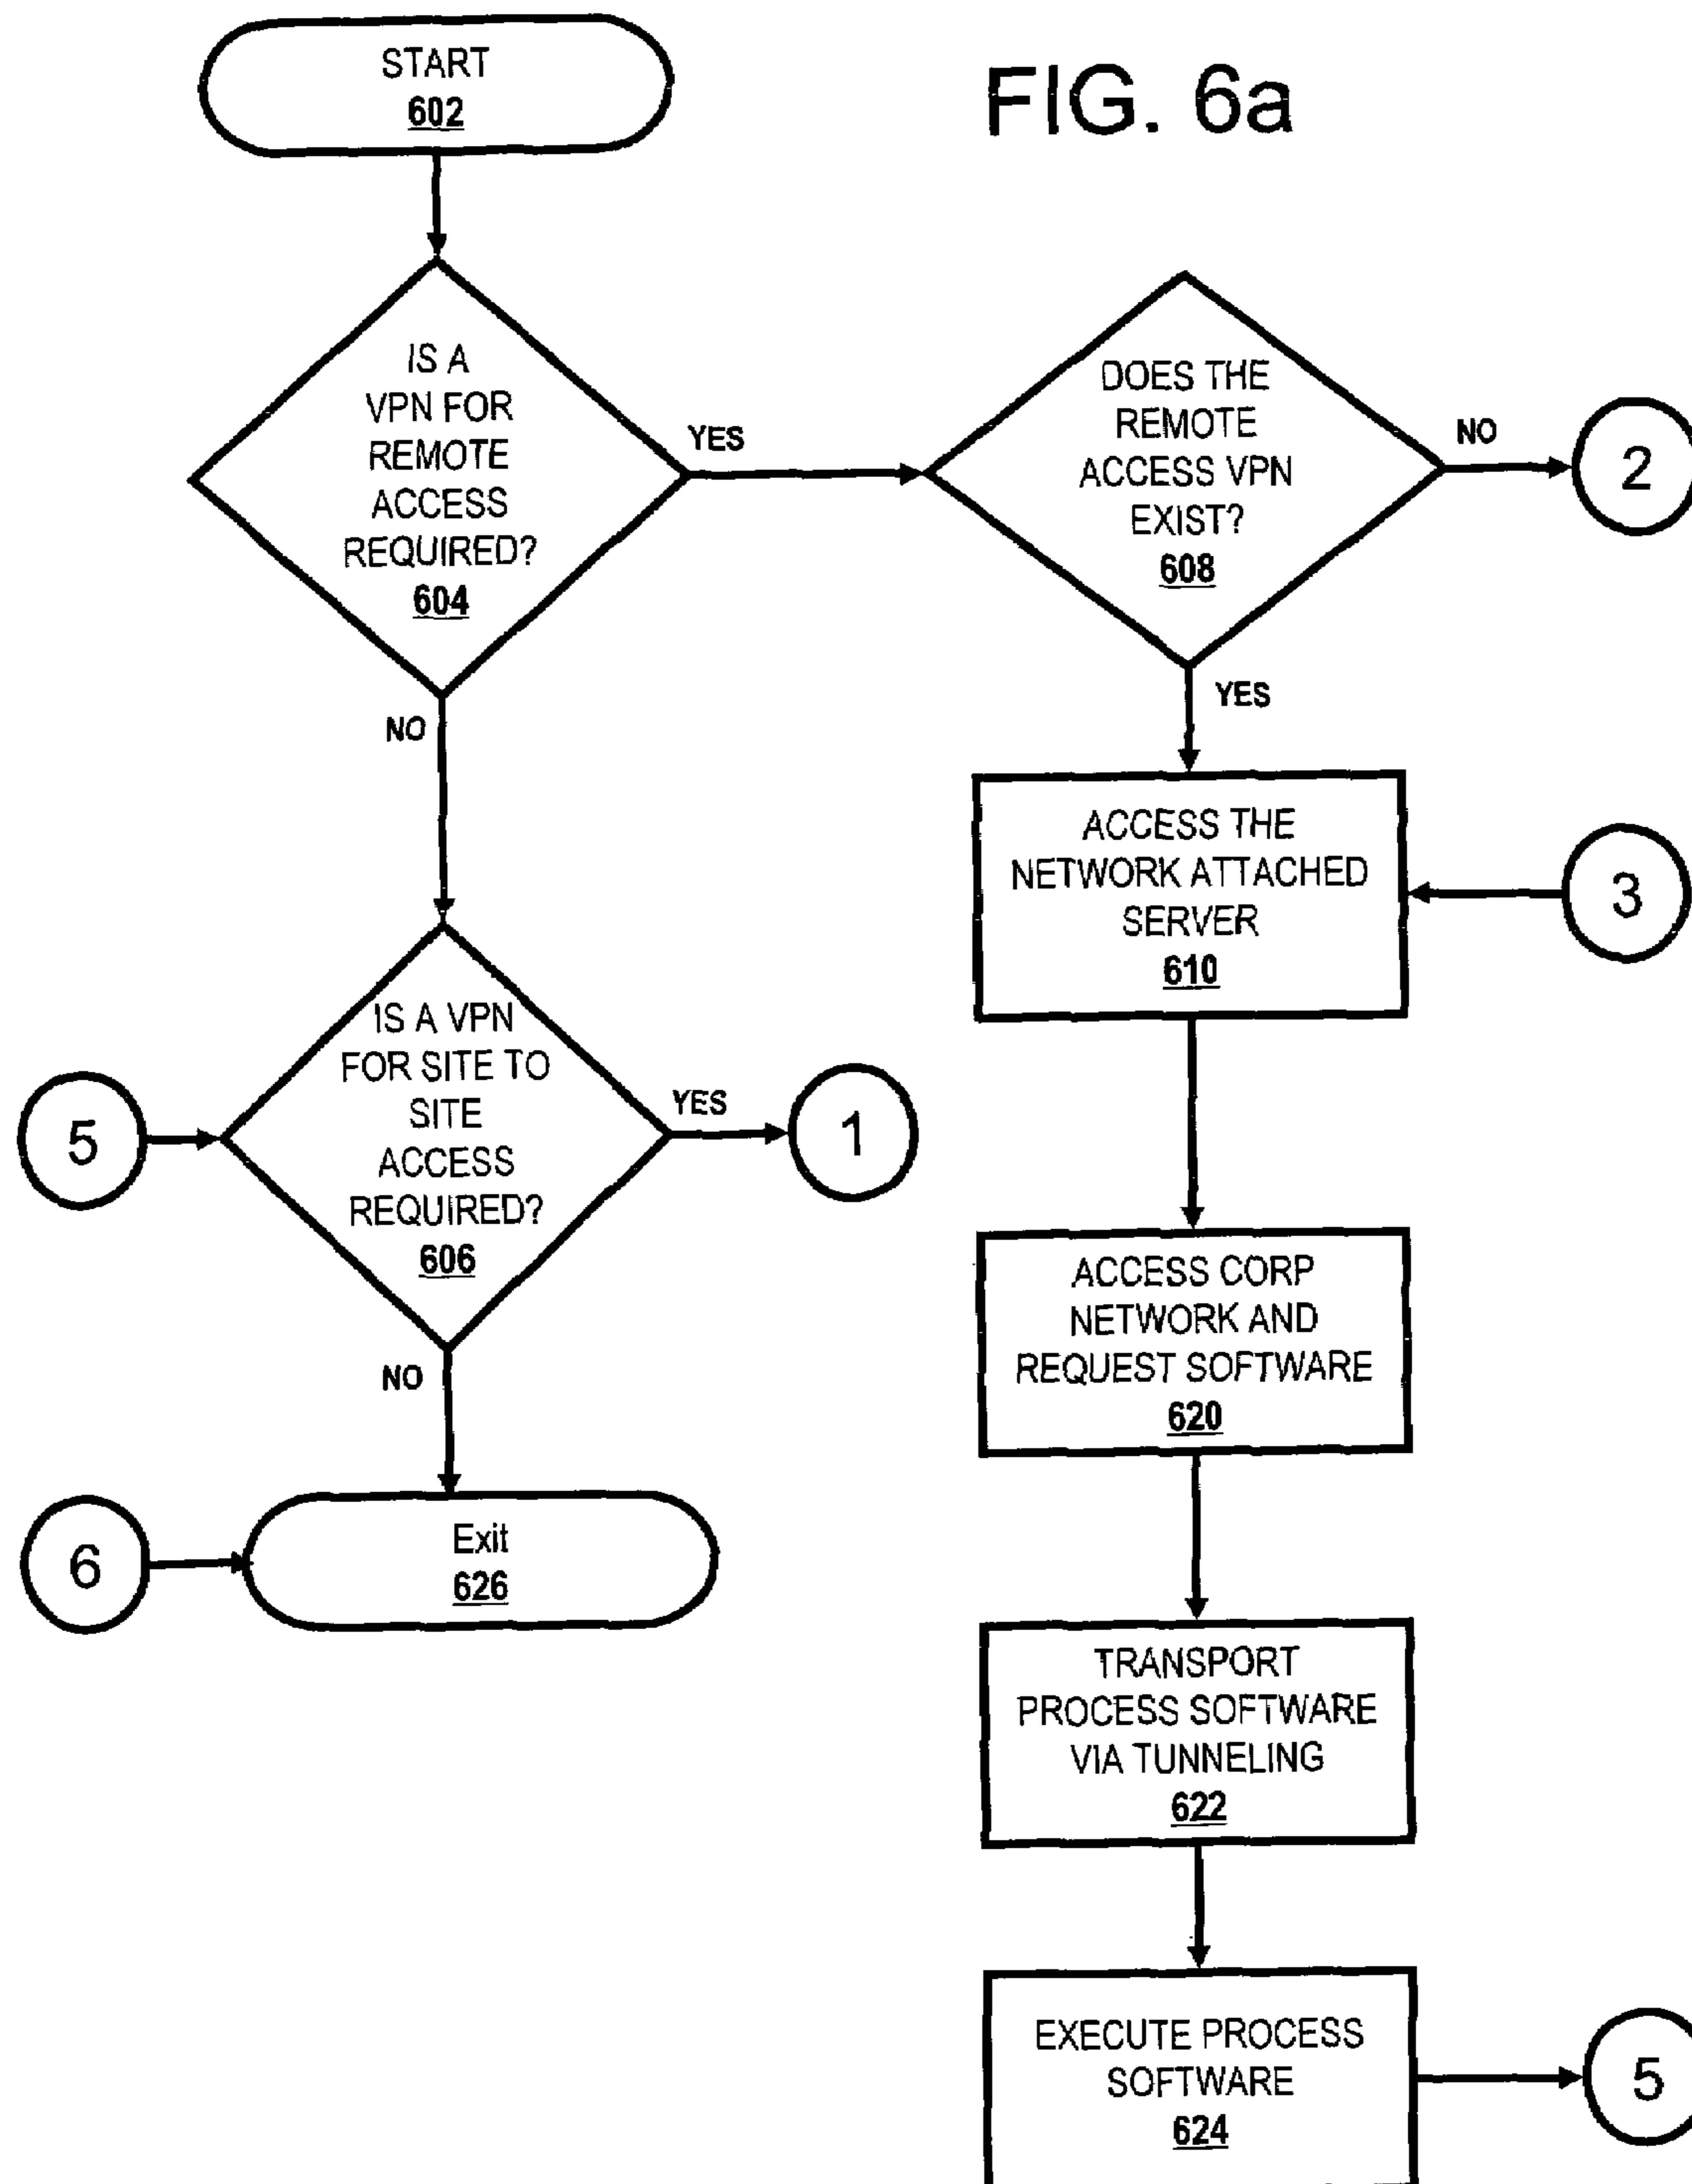 START
602
FIG. 6a
IS A
VPN FOR
REMOTE
ACCESS
REQUIRED?
604
YES
DOES THE
REMOTE
ACCESS VPN
EXIST?
608
NO
2
YES
NO
ACCESS THE
NETWORK ATTACHED
SERVER
610
3
5
IS A VPN
FOR SITE TO
SITE
ACCESS
REQUIRED?
606
YES
1
NO
ACCESS CORP
NETWORK AND
REQUEST SOFTWARE
620
6
Exit
626
TRANSPORT
PROCESS SOFTWARE
VIA TUNNELING
622
EXECUTE PROCESS
SOFTWARE
624
5